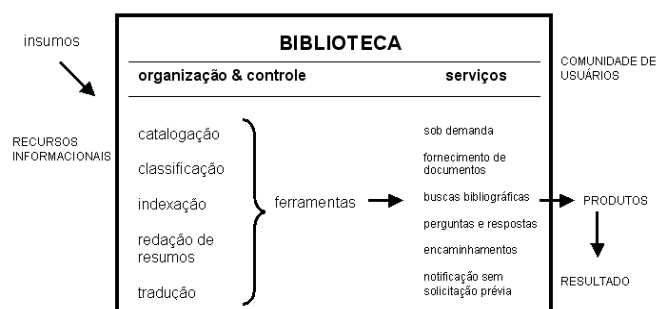 insumos
RECURSOS
INFORMACIONAIS
BIBLIOTECA
organização & controle
catalogação
classificação
indexação
redação de
resumos
tradução
ferramentas
serviços
sob demanda
fornecimento de
documentos
buscas bibliográficas
perguntas e respostas
encaminhamentos
notificação sem
solicitação prévia
COMUNIDADE DE
USUÁRIOS
PRODUTOS
RESULTADO